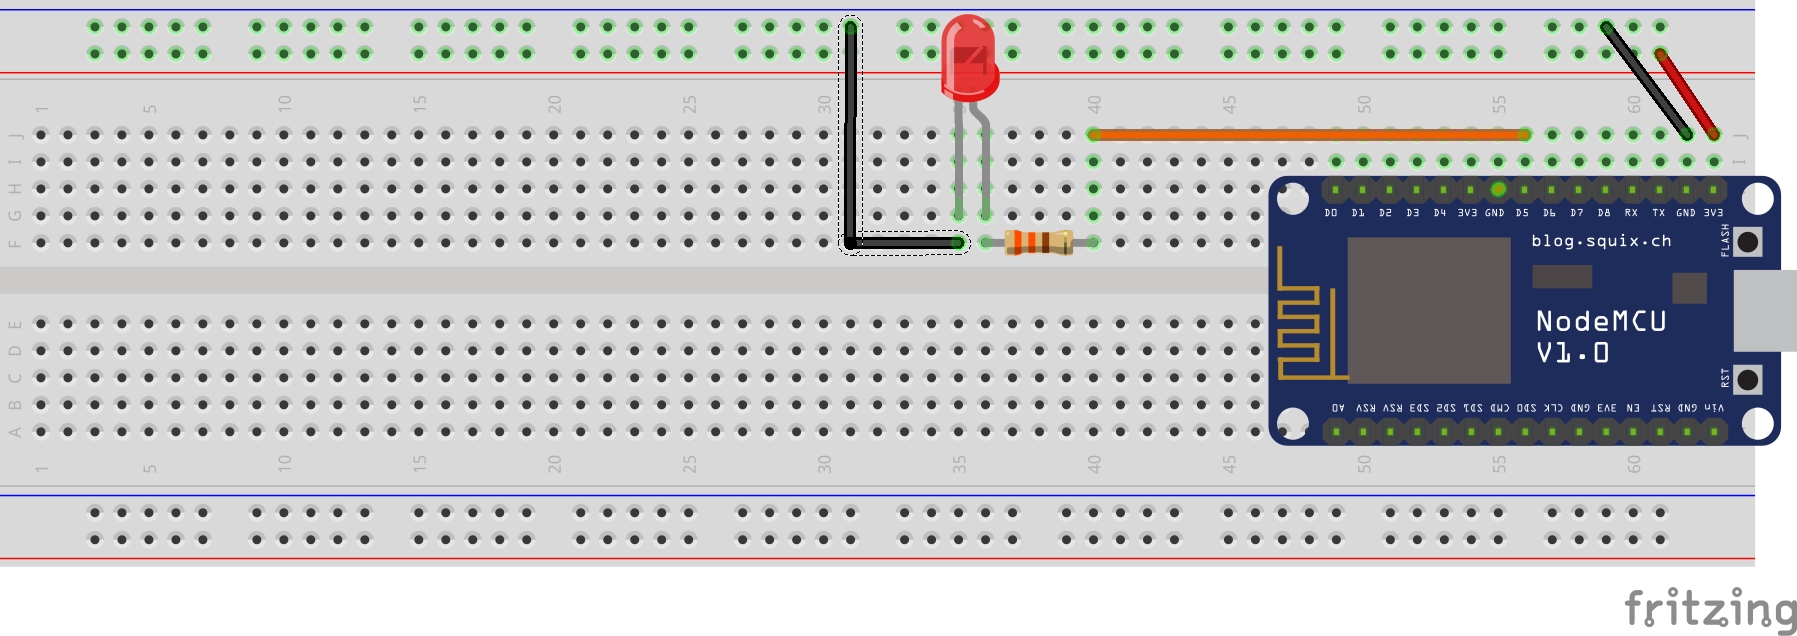 1 5 10 15 20 25 30 35 40 45 50 55 60
J J
I I
H
G
F
D0 D1 D2 D3 D4 3V3 GND D5 D6 D7 D8 RX TX GND 3V3
FLASH
blog.squix.ch
NodeMCU
V1.0
RST
A0 RSV RSV SD3 SD2 SD1 CMD SD0 CLK GND 3V3 EN RST GND Vin
E
D
C
B
A
1 5 10 15 20 25 30 35 40 45 50 55 60
fritzing